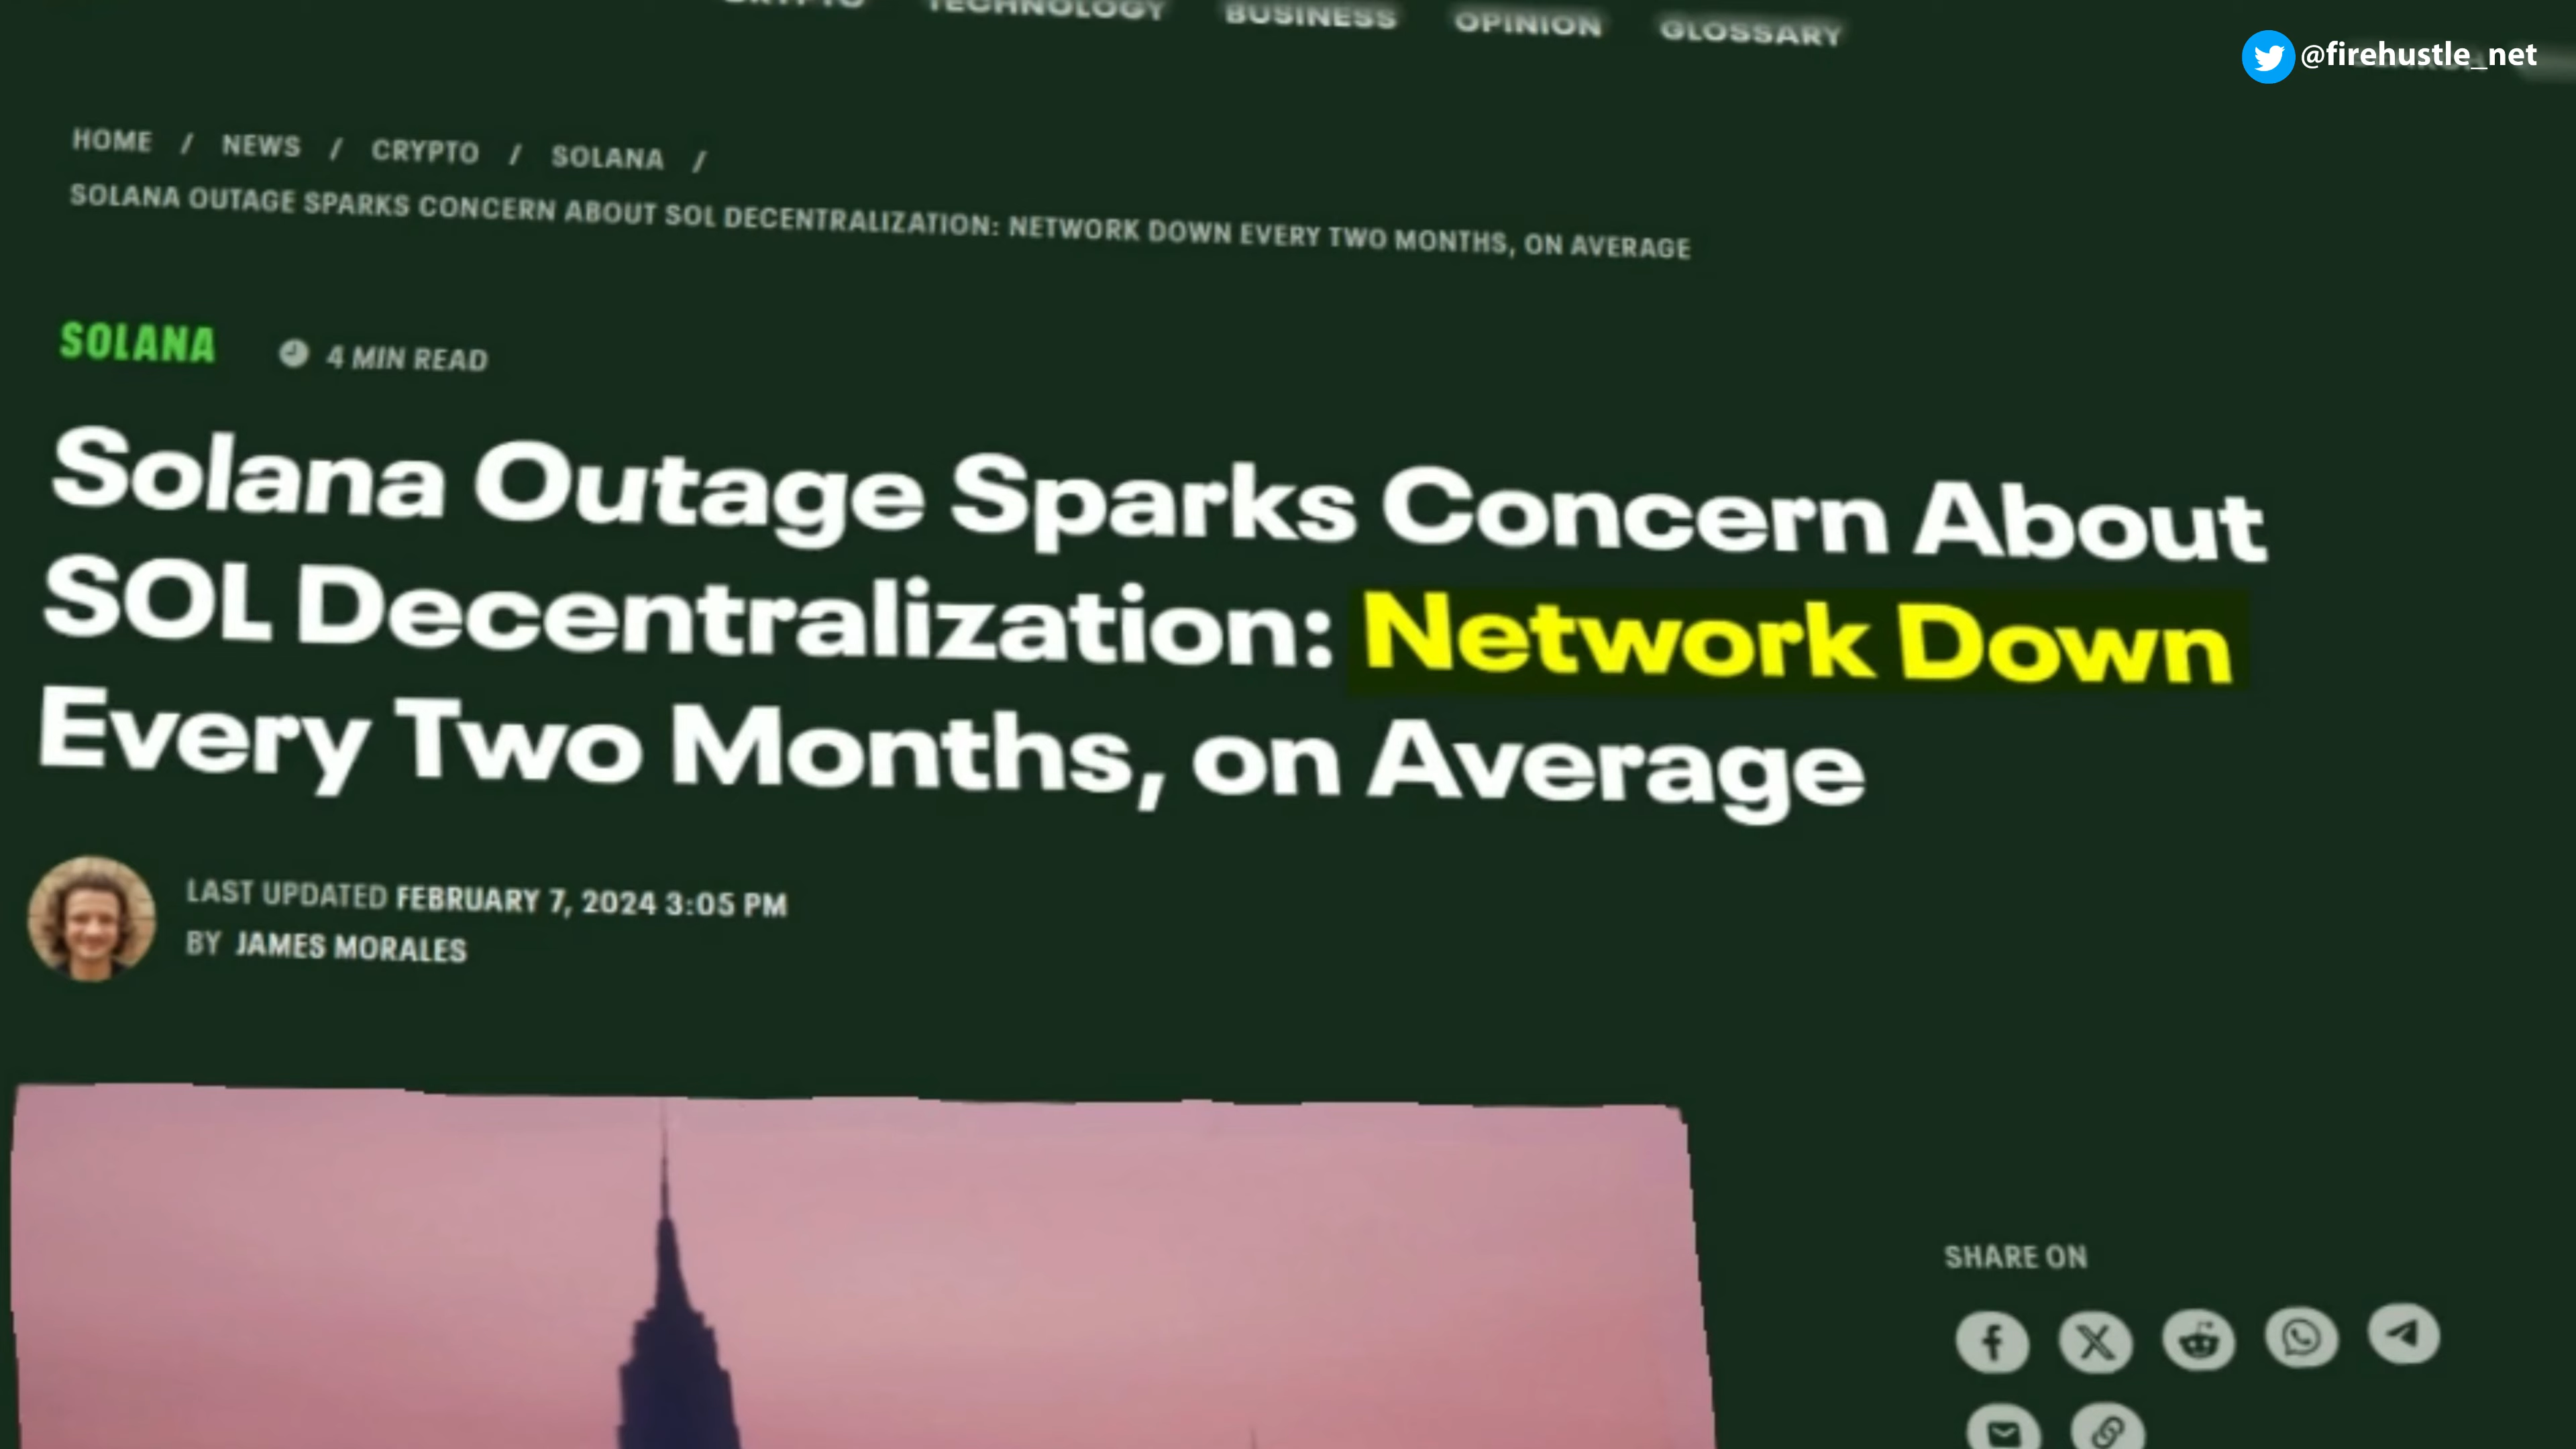 TECHNOLOGY BUSINESS OPINION GLOSSARY
@firehustle_net
HOME / NEWS / CRYPTO / SOLANA /
SOLANA OUTAGE SPARKS CONCERN ABOUT SOL DECENTRALIZATION: NETWORK DOWN EVERY TWO MONTHS, ON AVERAGE
SOLANA 4 MIN READ
Solana Outage Sparks Concern About
SOL Decentralization: Network Down
Every Two Months, on Average
LAST UPDATED FEBRUARY 7, 2024 3:05 PM
BY JAMES MORALES
SHARE ON